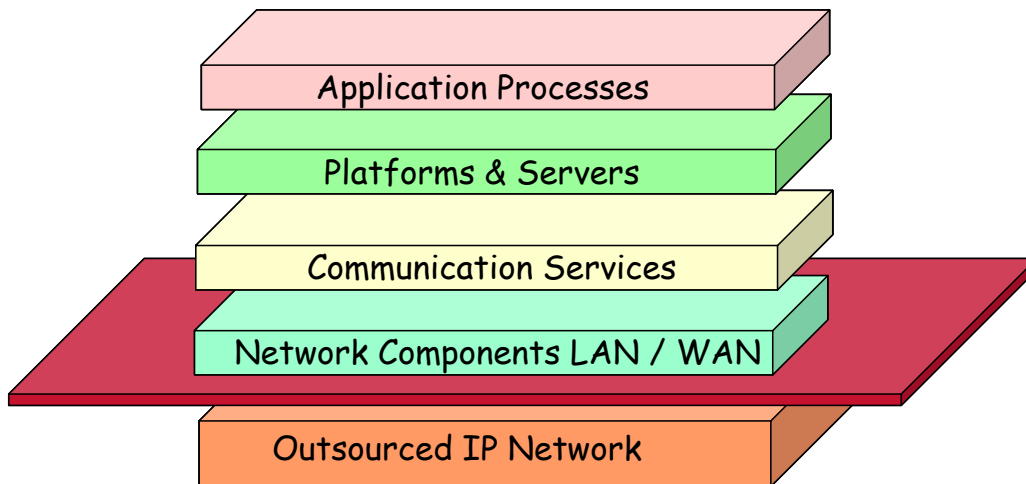 Application Processes
Platforms & Servers
Communication Services
Network Components LAN / WAN
Outsourced IP Network